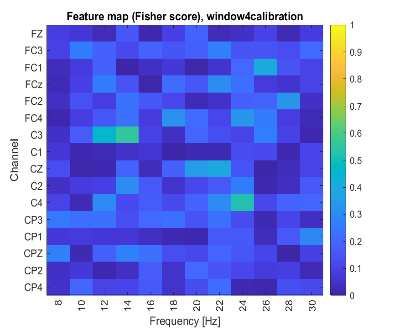 Feature map (Fisher score), window4calibration
FZ
FC3
FC1
FCz
FC2
FC4
C3
C1
CZ
C2
C4
CP3
CP1
CPZ
CP2
CP4
Channel
8 10 12 14 16 18 20 22 24 26 28 30
Frequency [Hz]
1
0.9
0.8
0.7
0.6
0.5
0.4
0.3
0.2
0.1
0